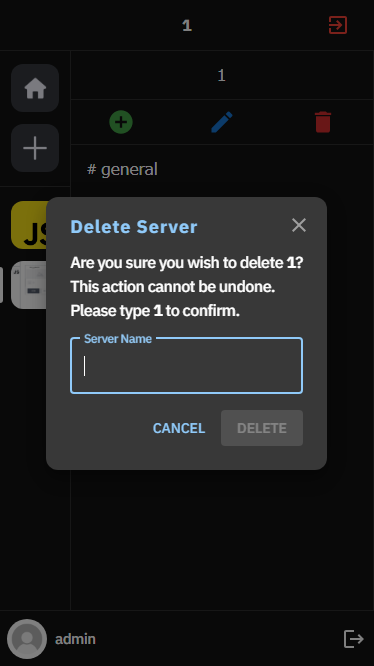 1
1
# general
JS
Delete Server
Are you sure you wish to delete 1?
This action cannot be undone.
Please type 1 to confirm.
Server Name
CANCEL DELETE
admin